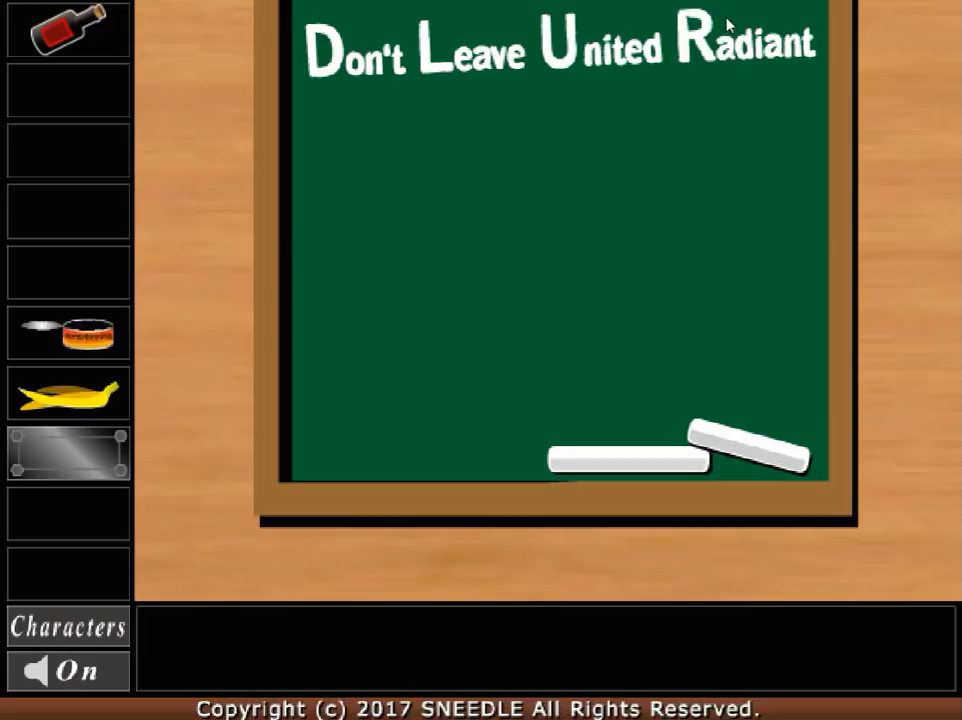 Don't Leave United Radiant
Characters
On
Copyright (c) 2017 SNEEDLE All Rights Reserved.